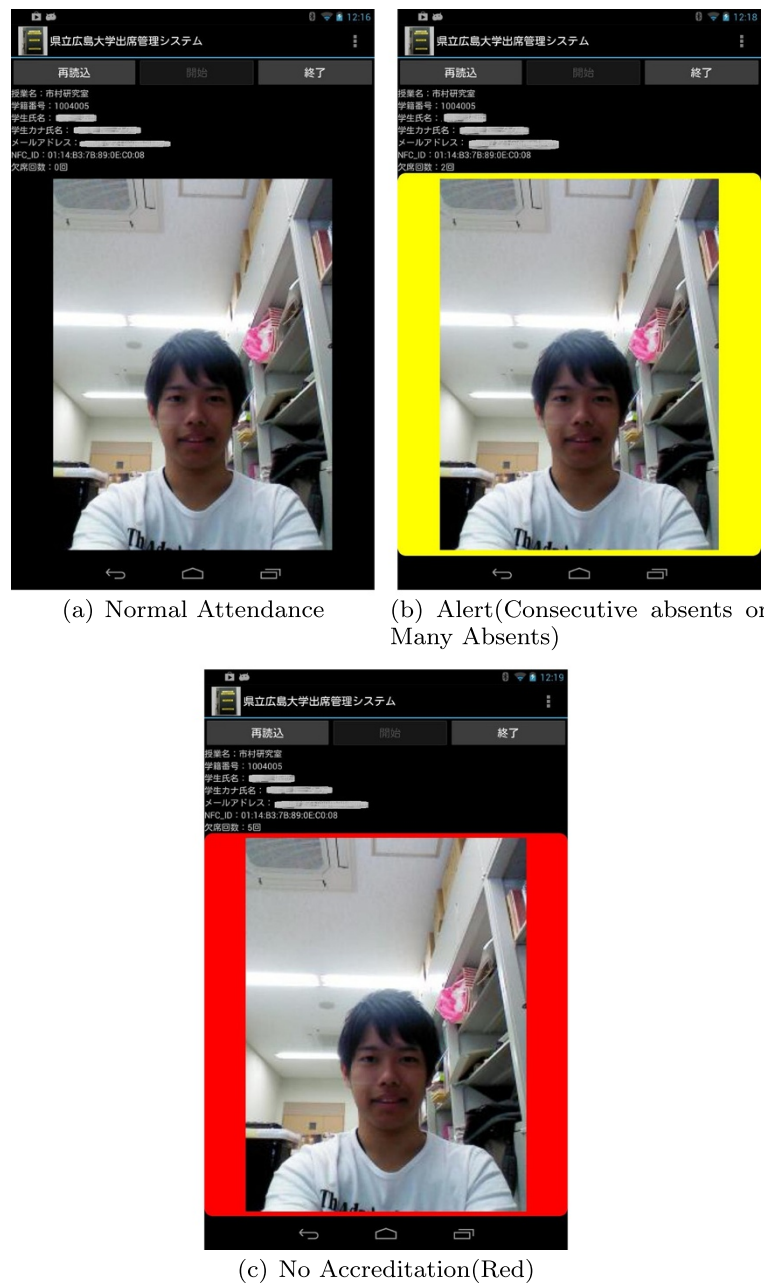 12:16
県立広島大学出席管理システム
再読込 開始 終了
授業名：市村研究室
学籍番号：1004005
学生氏名：
学生カナ氏名：
メールアドレス：
NFC_ID：01:14:B3:7B:89:0E:C0:08
欠席回数：0回
(a) Normal Attendance
12:18
県立広島大学出席管理システム
再読込 開始 終了
授業名：市村研究室
学籍番号：1004005
学生氏名：
学生カナ氏名：
メールアドレス：
NFC_ID：01:14:B3:7B:89:0E:C0:08
欠席回数：2回
(b) Alert(Consecutive absents or
Many Absents)
12:19
県立広島大学出席管理システム
再読込 開始 終了
授業名：市村研究室
学籍番号：1004005
学生氏名：
学生カナ氏名：
メールアドレス：
NFC_ID：01:14:B3:7B:89:0E:C0:08
欠席回数：5回
(c) No Accreditation(Red)